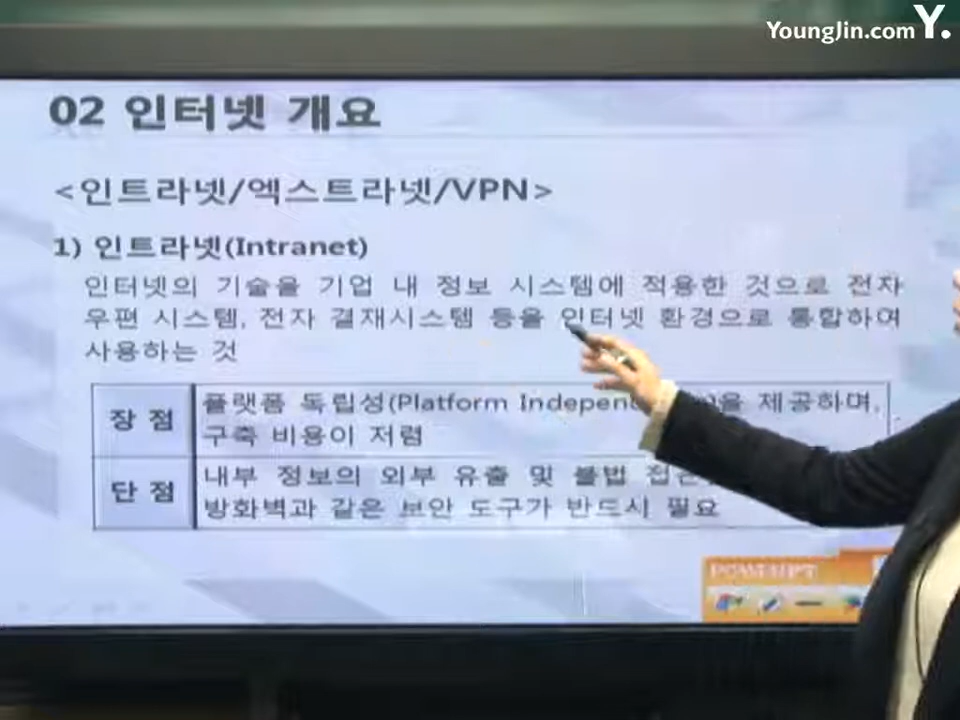 YoungJin.com Y.
02 인터넷 개요
<인트라넷/엑스트라넷/VPN>
1) 인트라넷(Intranet)
인터넷의 기술을 기업 내 정보 시스템에 적용한 것으로 전자
우편 시스템, 전자 결재시스템 등을 인터넷 환경으로 통합하여
사용하는 것
장 점
플랫폼 독립성(Platform 을 제공하며,
구축 비용이 저렴
단 점
내부 정보의 외부 유출 및 불법
방화벽과 같은 보안 도구가 반드시 필요